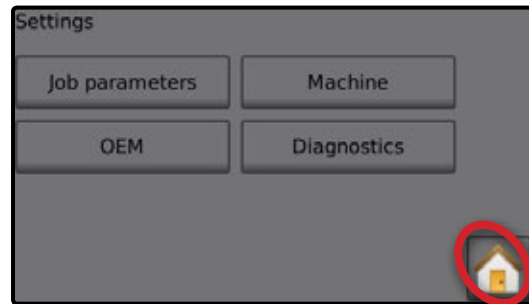 Settings
Job parameters
Machine
OEM
Diagnostics